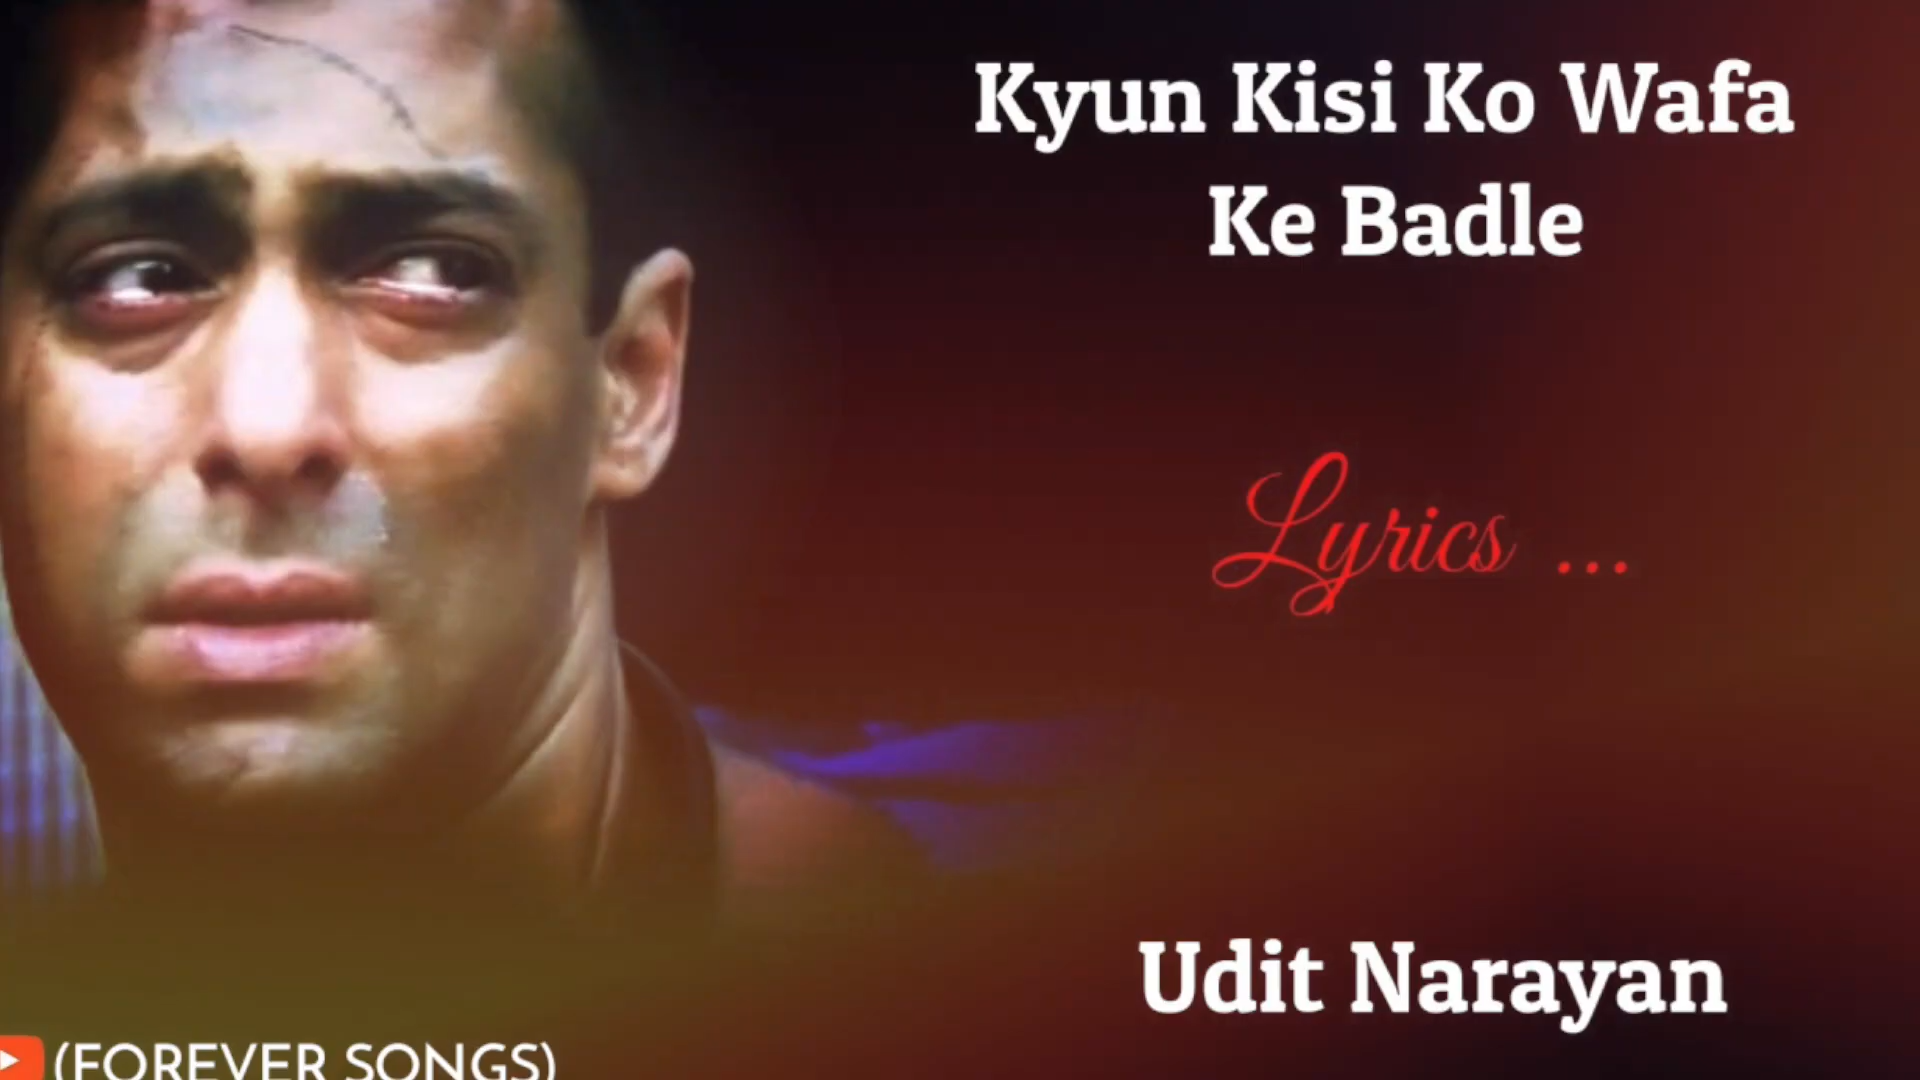 Kyun Kisi Ko Wafa
Ke Badle
Lyrics ...
Udit Narayan
(FOREVER SONGS)